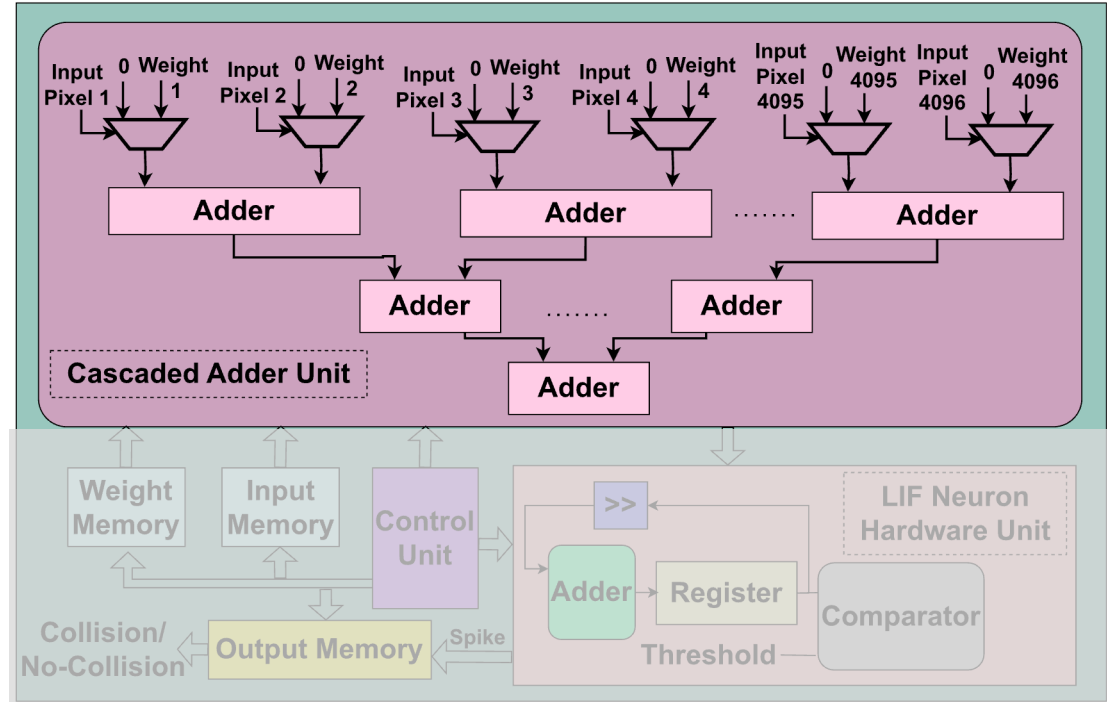 Input Pixel 1
0
Weight 1
Input Pixel 2
0
Weight 2
Input Pixel 3
0
Weight 3
Input Pixel 4
0
Weight 4
Input Pixel 4095
0
Weight 4095
Input Pixel 4096
0
Weight 4096
Adder
Adder
.......
Adder
Adder
.......
Adder
Adder
Cascaded Adder Unit
Weight
Memory
Input
Memory
Control
Unit
>>
LIF Neuron
Hardware Unit
Adder
Register
Comparator
Threshold
Spike
Output Memory
Collision/
No-Collision